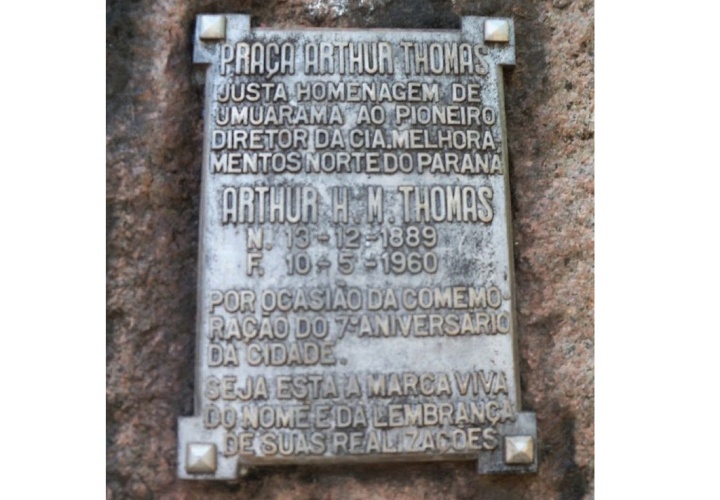 PRAÇA ARTHUR THOMAS
JUSTA HOMENAGEM DE
UMUARAMA AO PIONEIRO
DIRETOR DA CIA. MELHORA
MENTOS NORTE DO PARANÁ
ARTHUR H. M. THOMAS
N. 13-12-1889
F. 10-5-1960
POR OCASIÃO DA COMEMO-
RAÇÃO DO 7º ANIVERSÁRIO
DA CIDADE.
SEJA ESTA A MARCA VIVA
DO NOME E DA LEMBRANÇA
DE SUAS REALIZAÇÕES